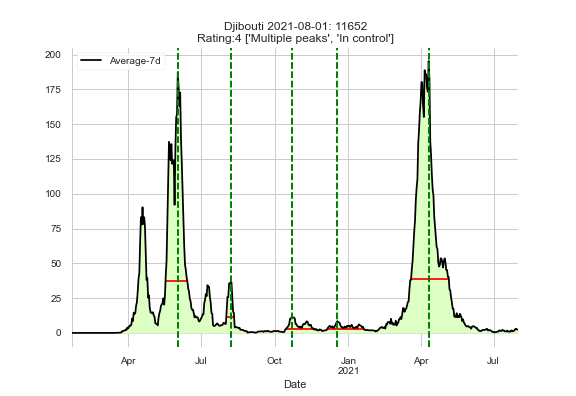 Djibouti 2021-08-01: 11652
Rating:4 ['Multiple peaks', 'In control']
200
Average-7d
175
150
125
100
75
50
25
0
Apr Jul Oct Jan Apr Jul
2021
Date